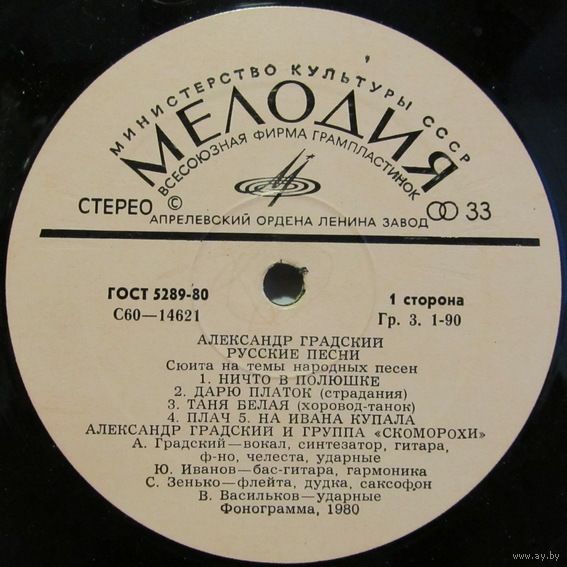 МИНИСТЕРСТВО КУЛЬТУРЫ СССР
МЕЛОДИЯ
ВСЕСОЮЗНАЯ ФИРМА ГРАМПЛАСТИНОК
СТЕРЕО © 33
АПРЕЛЕВСКИЙ ОРДЕНА ЛЕНИНА ЗАВОД
ГОСТ 5289-80 1 сторона
С60—14621 Гр. 3. 1-90
АЛЕКСАНДР ГРАДСКИЙ
РУССКИЕ ПЕСНИ
Сюита на темы народных песен
1. НИЧТО В ПОЛЮШКЕ
2. ДАРЮ ПЛАТОК (страдания)
3. ТАНЯ БЕЛАЯ (хоровод-танок)
4. ПЛАЧ 5. НА ИВАНА КУПАЛА
АЛЕКСАНДР ГРАДСКИЙ И ГРУППА «СКОМОРОХИ»
А. Градский—вокал, синтезатор, гитара,
ф-но, челеста, ударные
Ю. Иванов—бас-гитара, гармоника
С. Зенько—флейта, дудка, саксофон
В. Васильков—ударные
Фонограмма, 1980
www.ay.by